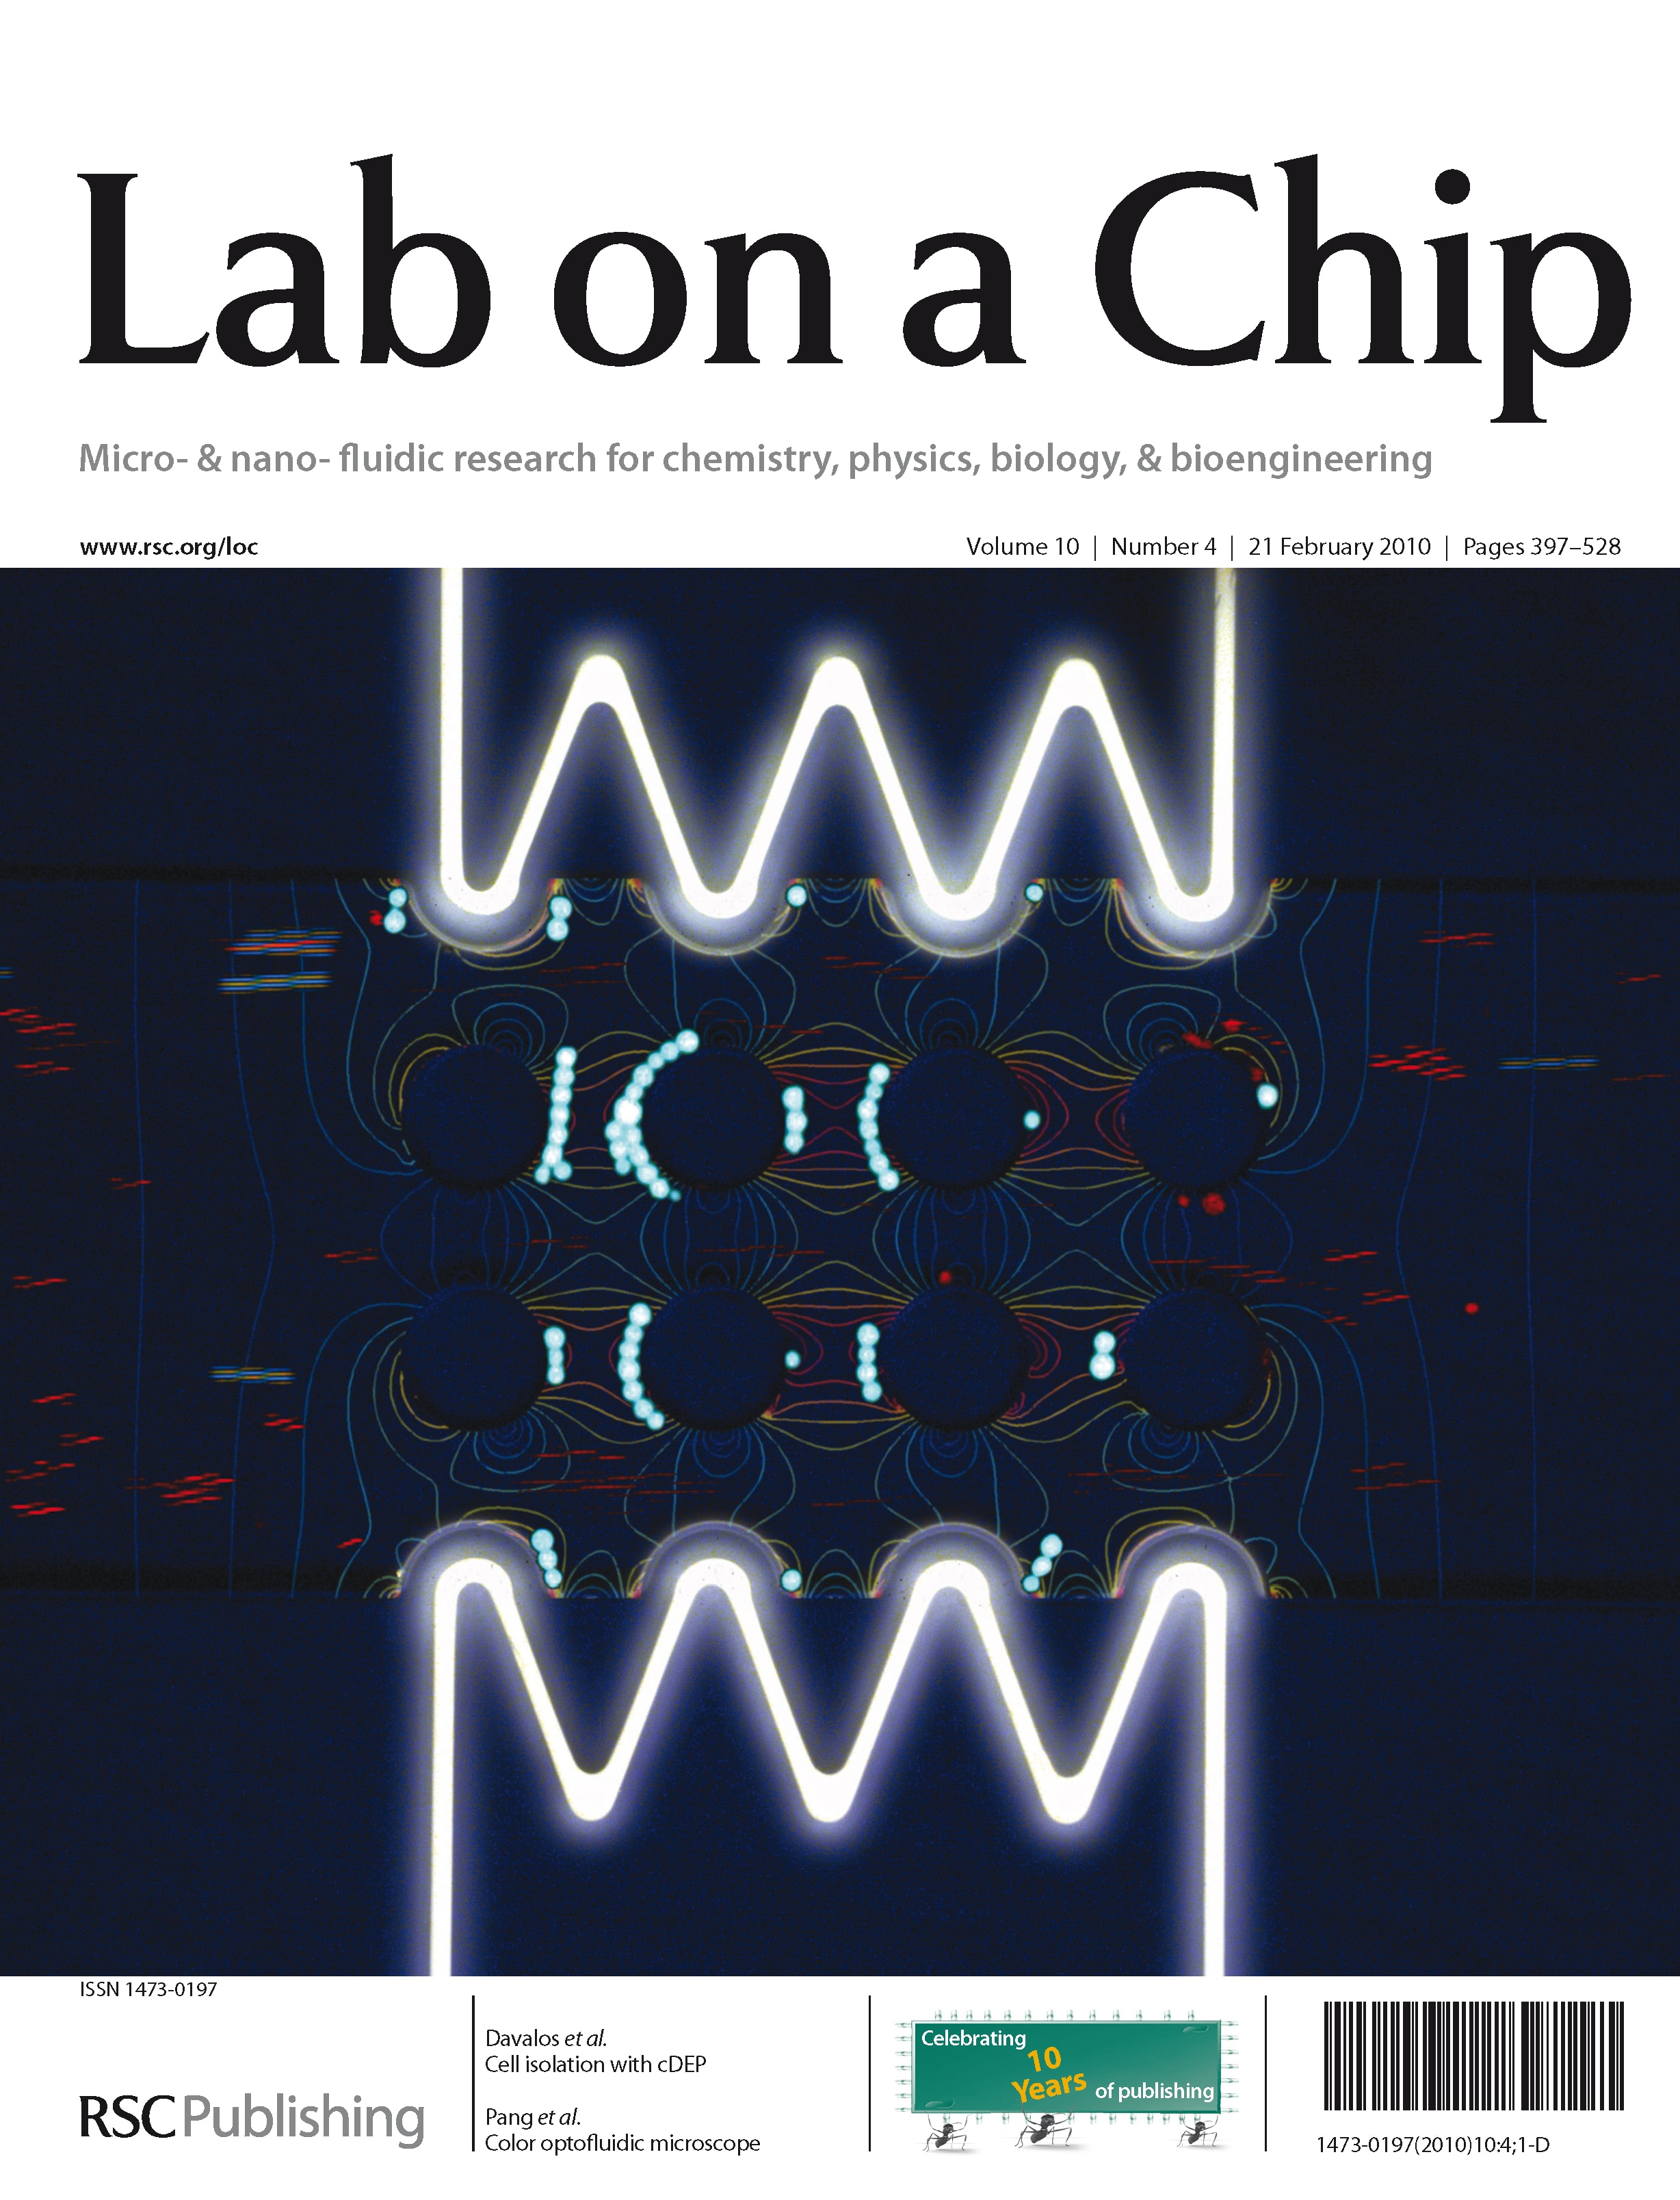 Lab on a Chip
Micro- & nano- fluidic research for chemistry, physics, biology, & bioengineering
www.rsc.org/loc
Volume 10 | Number 4 | 21 February 2010 | Pages 397–528
ISSN 1473-0197
RSCPublishing
Davalos et al.
Cell isolation with cDEP
Pang et al.
Color optofluidic microscope
Celebrating
10
Years
of publishing
1473-0197(2010)10:4;1-D